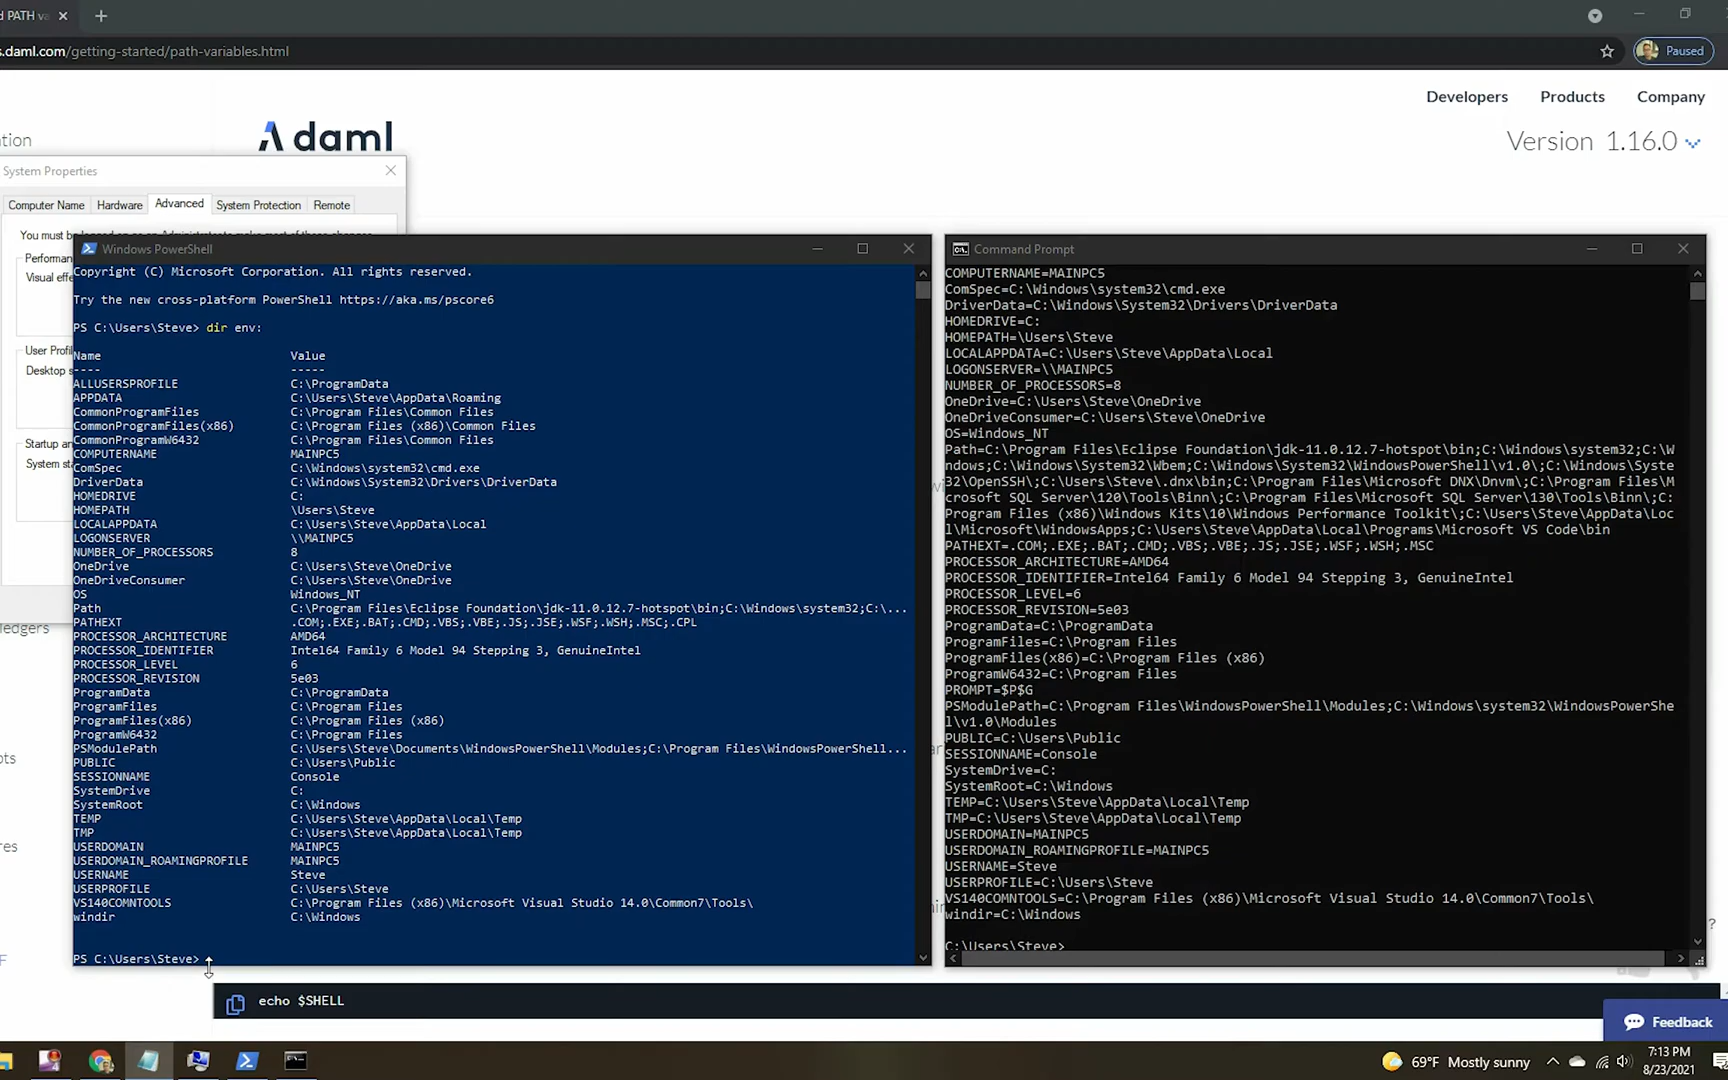 d PATH va
s.daml.com/getting-started/path-variables.html
Paused
Developers Products Company
ation
daml
Version 1.16.0
System Properties
Computer Name Hardware Advanced System Protection Remote
Performan
Visual effe
User Profil
Desktop s
Startup an
System sta
Windows PowerShell
Copyright (C) Microsoft Corporation. All rights reserved.
Try the new cross-platform PowerShell https://aka.ms/pscore6
PS C:\Users\Steve> dir env:
Name Value
---- -----
ALLUSERSPROFILE C:\ProgramData
APPDATA C:\Users\Steve\AppData\Roaming
CommonProgramFiles C:\Program Files\Common Files
CommonProgramFiles(x86) C:\Program Files (x86)\Common Files
CommonProgramW6432 C:\Program Files\Common Files
COMPUTERNAME MAINPC5
ComSpec C:\Windows\system32\cmd.exe
DriverData C:\Windows\System32\Drivers\DriverData
HOMEDRIVE C:
HOMEPATH \Users\Steve
LOCALAPPDATA C:\Users\Steve\AppData\Local
LOGONSERVER \\MAINPC5
NUMBER_OF_PROCESSORS 8
OneDrive C:\Users\Steve\OneDrive
OneDriveConsumer C:\Users\Steve\OneDrive
OS Windows_NT
Path C:\Program Files\Eclipse Foundation\jdk-11.0.12.7-hotspot\bin;C:\Windows\system32;C:\...
PATHEXT .COM;.EXE;.BAT;.CMD;.VBS;.VBE;.JS;.JSE;.WSF;.WSH;.MSC;.CPL
PROCESSOR_ARCHITECTURE AMD64
PROCESSOR_IDENTIFIER Intel64 Family 6 Model 94 Stepping 3, GenuineIntel
PROCESSOR_LEVEL 6
PROCESSOR_REVISION 5e03
ProgramData C:\ProgramData
ProgramFiles C:\Program Files
ProgramFiles(x86) C:\Program Files (x86)
ProgramW6432 C:\Program Files
PSModulePath C:\Users\Steve\Documents\WindowsPowerShell\Modules;C:\Program Files\WindowsPowerShell...
PUBLIC C:\Users\Public
SESSIONNAME Console
SystemDrive C:
SystemRoot C:\Windows
TEMP C:\Users\Steve\AppData\Local\Temp
TMP C:\Users\Steve\AppData\Local\Temp
USERDOMAIN MAINPC5
USERDOMAIN_ROAMINGPROFILE MAINPC5
USERNAME Steve
USERPROFILE C:\Users\Steve
VS140COMNTOOLS C:\Program Files (x86)\Microsoft Visual Studio 14.0\Common7\Tools\
windir C:\Windows
PS C:\Users\Steve>
Command Prompt
COMPUTERNAME=MAINPC5
ComSpec=C:\Windows\system32\cmd.exe
DriverData=C:\Windows\System32\Drivers\DriverData
HOMEDRIVE=C:
HOMEPATH=\Users\Steve
LOCALAPPDATA=C:\Users\Steve\AppData\Local
LOGONSERVER=\\MAINPC5
NUMBER_OF_PROCESSORS=8
OneDrive=C:\Users\Steve\OneDrive
OneDriveConsumer=C:\Users\Steve\OneDrive
OS=Windows_NT
Path=C:\Program Files\Eclipse Foundation\jdk-11.0.12.7-hotspot\bin;C:\Windows\system32;C:\W
ndows;C:\Windows\System32\Wbem;C:\Windows\System32\WindowsPowerShell\v1.0\;C:\Windows\Syste
32\OpenSSH\;C:\Users\Steve\.dnx\bin;C:\Program Files\Microsoft DNX\Dnvm\;C:\Program Files\M
crosoft SQL Server\120\Tools\Binn\;C:\Program Files\Microsoft SQL Server\130\Tools\Binn\;C:
Program Files (x86)\Windows Kits\10\Windows Performance Toolkit\;C:\Users\Steve\AppData\Loc
l\Microsoft\WindowsApps;C:\Users\Steve\AppData\Local\Programs\Microsoft VS Code\bin
PATHEXT=.COM;.EXE;.BAT;.CMD;.VBS;.VBE;.JS;.JSE;.WSF;.WSH;.MSC
PROCESSOR_ARCHITECTURE=AMD64
PROCESSOR_IDENTIFIER=Intel64 Family 6 Model 94 Stepping 3, GenuineIntel
PROCESSOR_LEVEL=6
PROCESSOR_REVISION=5e03
ProgramData=C:\ProgramData
ProgramFiles=C:\Program Files
ProgramFiles(x86)=C:\Program Files (x86)
ProgramW6432=C:\Program Files
PROMPT=$P$G
PSModulePath=C:\Program Files\WindowsPowerShell\Modules;C:\Windows\system32\WindowsPowerShe
l\v1.0\Modules
PUBLIC=C:\Users\Public
SESSIONNAME=Console
SystemDrive=C:
SystemRoot=C:\Windows
TEMP=C:\Users\Steve\AppData\Local\Temp
TMP=C:\Users\Steve\AppData\Local\Temp
USERDOMAIN=MAINPC5
USERDOMAIN_ROAMINGPROFILE=MAINPC5
USERNAME=Steve
USERPROFILE=C:\Users\Steve
VS140COMNTOOLS=C:\Program Files (x86)\Microsoft Visual Studio 14.0\Common7\Tools\
windir=C:\Windows
C:\Users\Steve>
edgers
pts
res
F
?
echo $SHELL
Feedback
69°F Mostly sunny
7:13 PM
8/23/2021